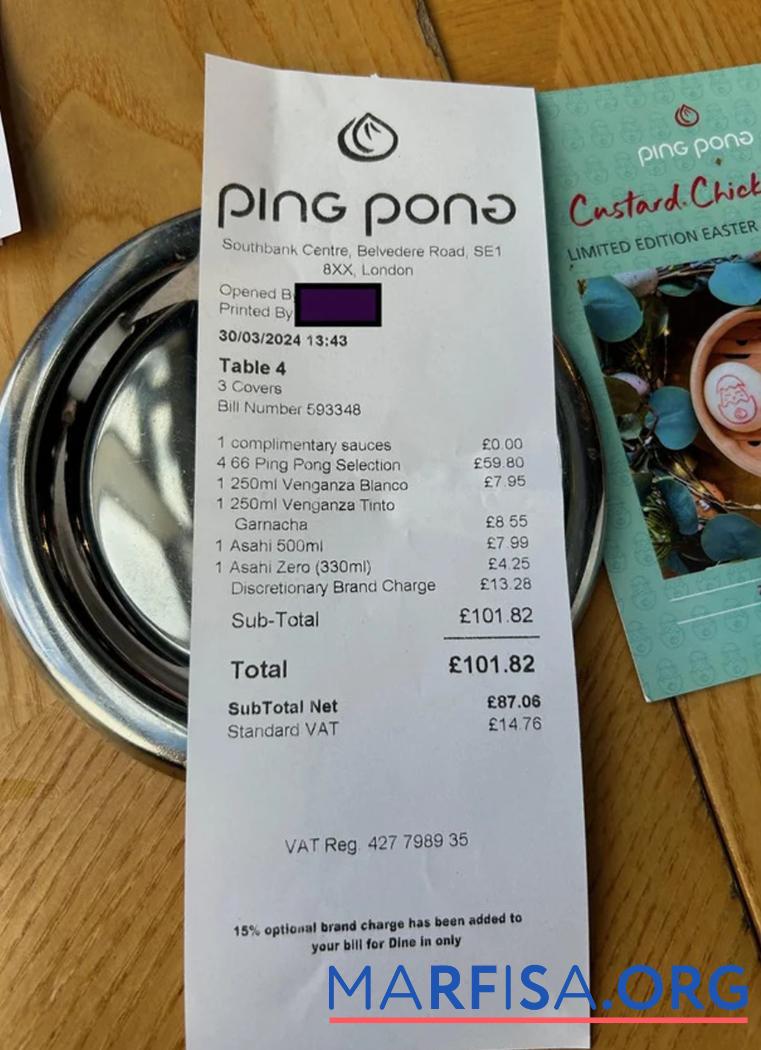 PING PONG
Southbank Centre, Belvedere Road, SE1
8XX, London
Opened B
Printed By
30/03/2024 13:43
Table 4
3 Covers
Bill Number 593348
1 complimentary sauces £0.00
4 66 Ping Pong Selection £59.80
1 250ml Venganza Blanco £7.95
1 250ml Venganza Tinto
Garnacha £8.55
1 Asahi 500ml £7.99
1 Asahi Zero (330ml) £4.25
Discretionary Brand Charge £13.28
Sub-Total £101.82
Total £101.82
SubTotal Net £87.06
Standard VAT £14.76
VAT Reg. 427 7989 35
15% optional brand charge has been added to
your bill for Dine in only
PING PONG
Custard Chick
LIMITED EDITION EASTER
MARFISA.ORG